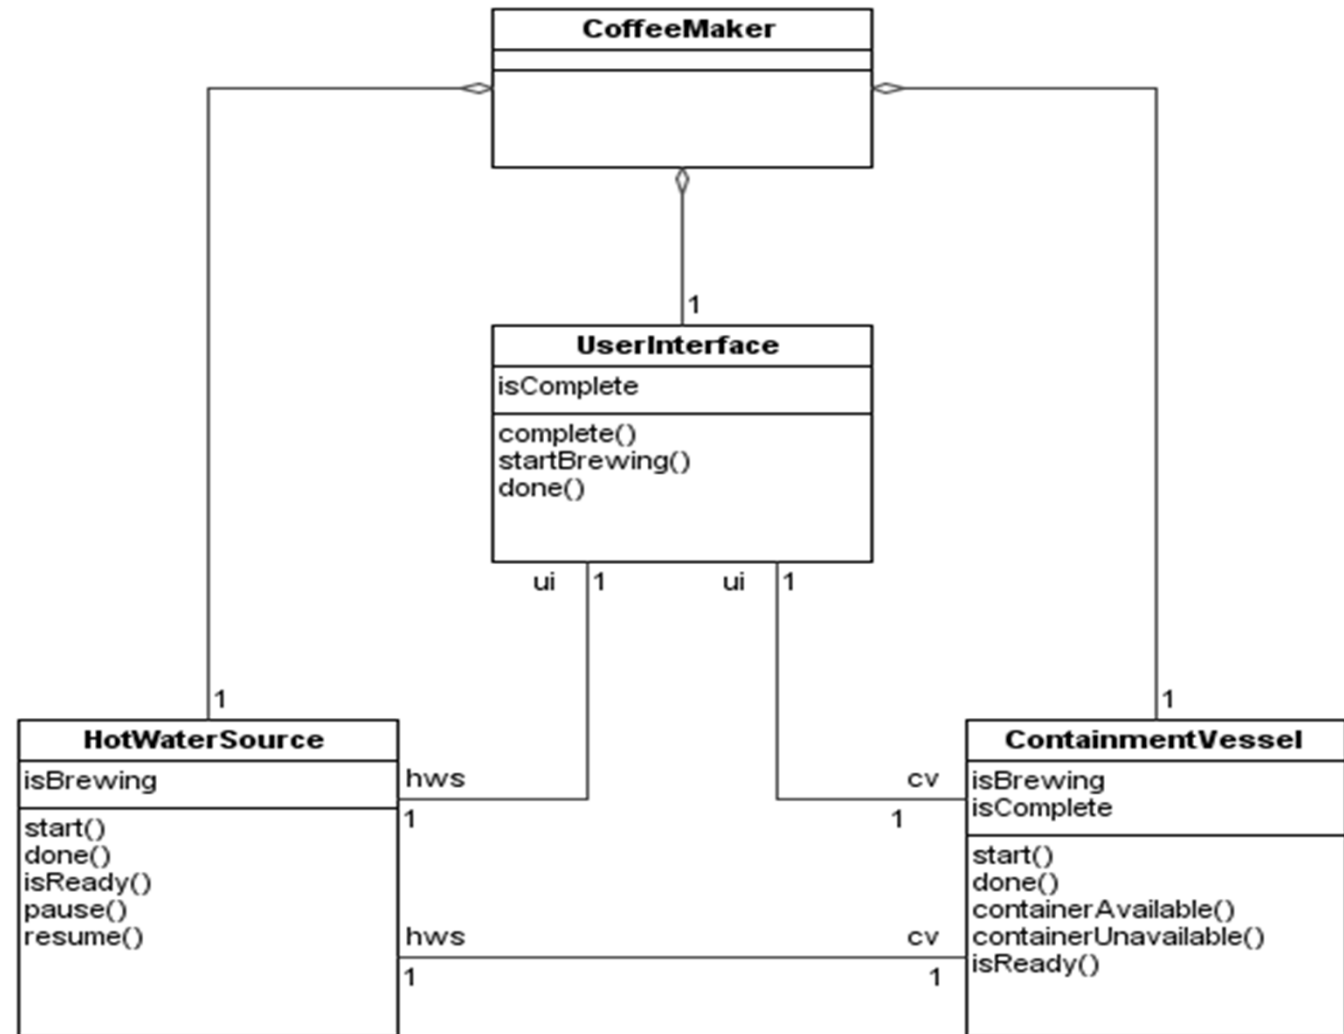 CoffeeMaker
1
UserInterface
isComplete
complete()
startBrewing()
done()
ui 1 ui 1
1 1
HotWaterSource
isBrewing
start()
done()
isReady()
pause()
resume()
hws cv
1 1
hws cv
1 1
ContainmentVessel
isBrewing
isComplete
start()
done()
containerAvailable()
containerUnavailable()
isReady()